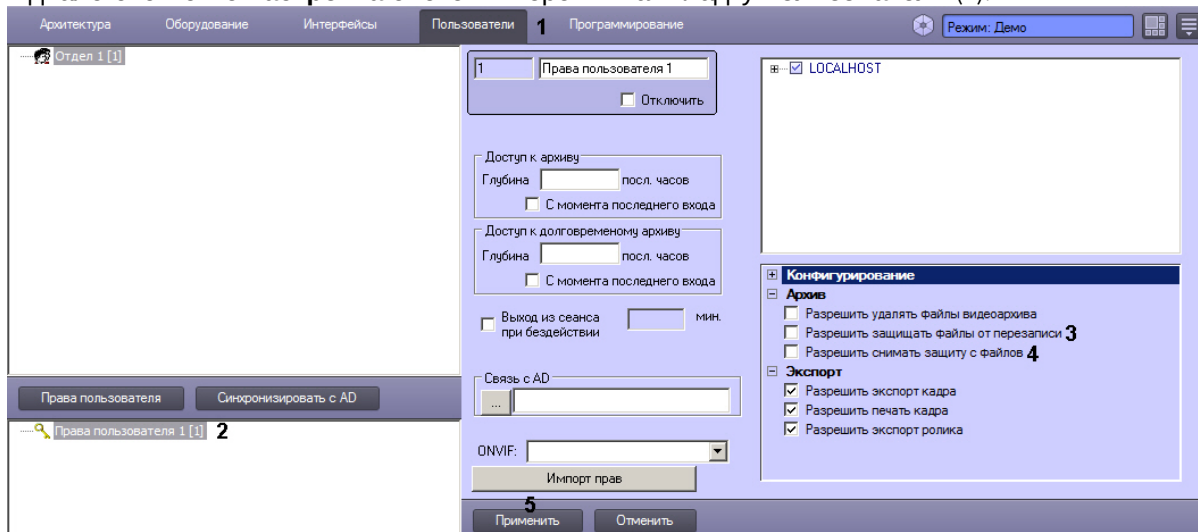 Архитектура Оборудование Интерфейсы Пользователи 1 Программирование Режим: Демо
Отдел 1 [1]
Права пользователя
Синхронизировать с AD
Права пользователя 1 [1] 2
1 Права пользователя 1
Отключить
Доступ к архиву
Глубина посл. часов
С момента последнего входа
Доступ к долговременому архиву
Глубина посл. часов
С момента последнего входа
Выход из сеанса мин.
при бездействии
Связь с AD
...
ONVIF:
Импорт прав
5
Применить Отменить
LOCALHOST
Конфигурирование
Архив
Разрешить удалять файлы видеоархива
Разрешить защищать файлы от перезаписи 3
Разрешить снимать защиту с файлов 4
Экспорт
Разрешить экспорт кадра
Разрешить печать кадра
Разрешить экспорт ролика